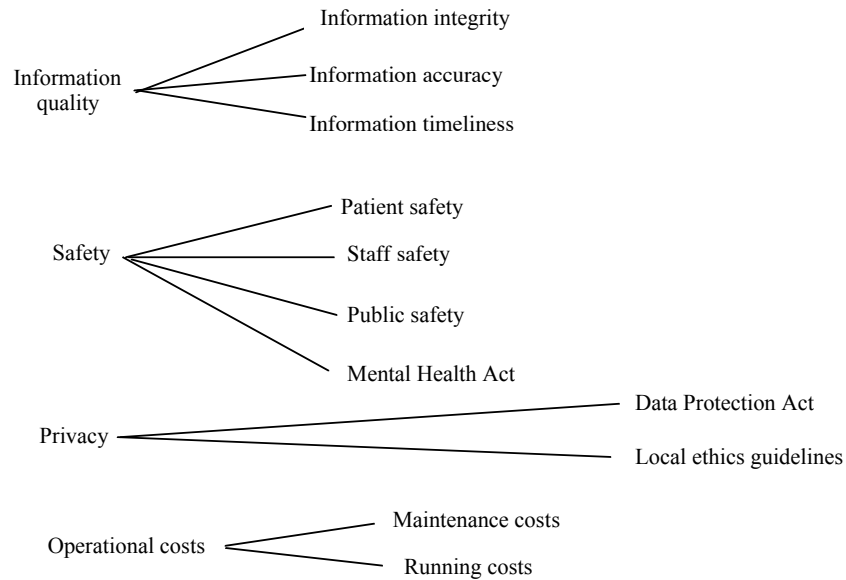 Information
quality
Information integrity
Information accuracy
Information timeliness
Safety
Patient safety
Staff safety
Public safety
Mental Health Act
Privacy
Data Protection Act
Local ethics guidelines
Operational costs
Maintenance costs
Running costs